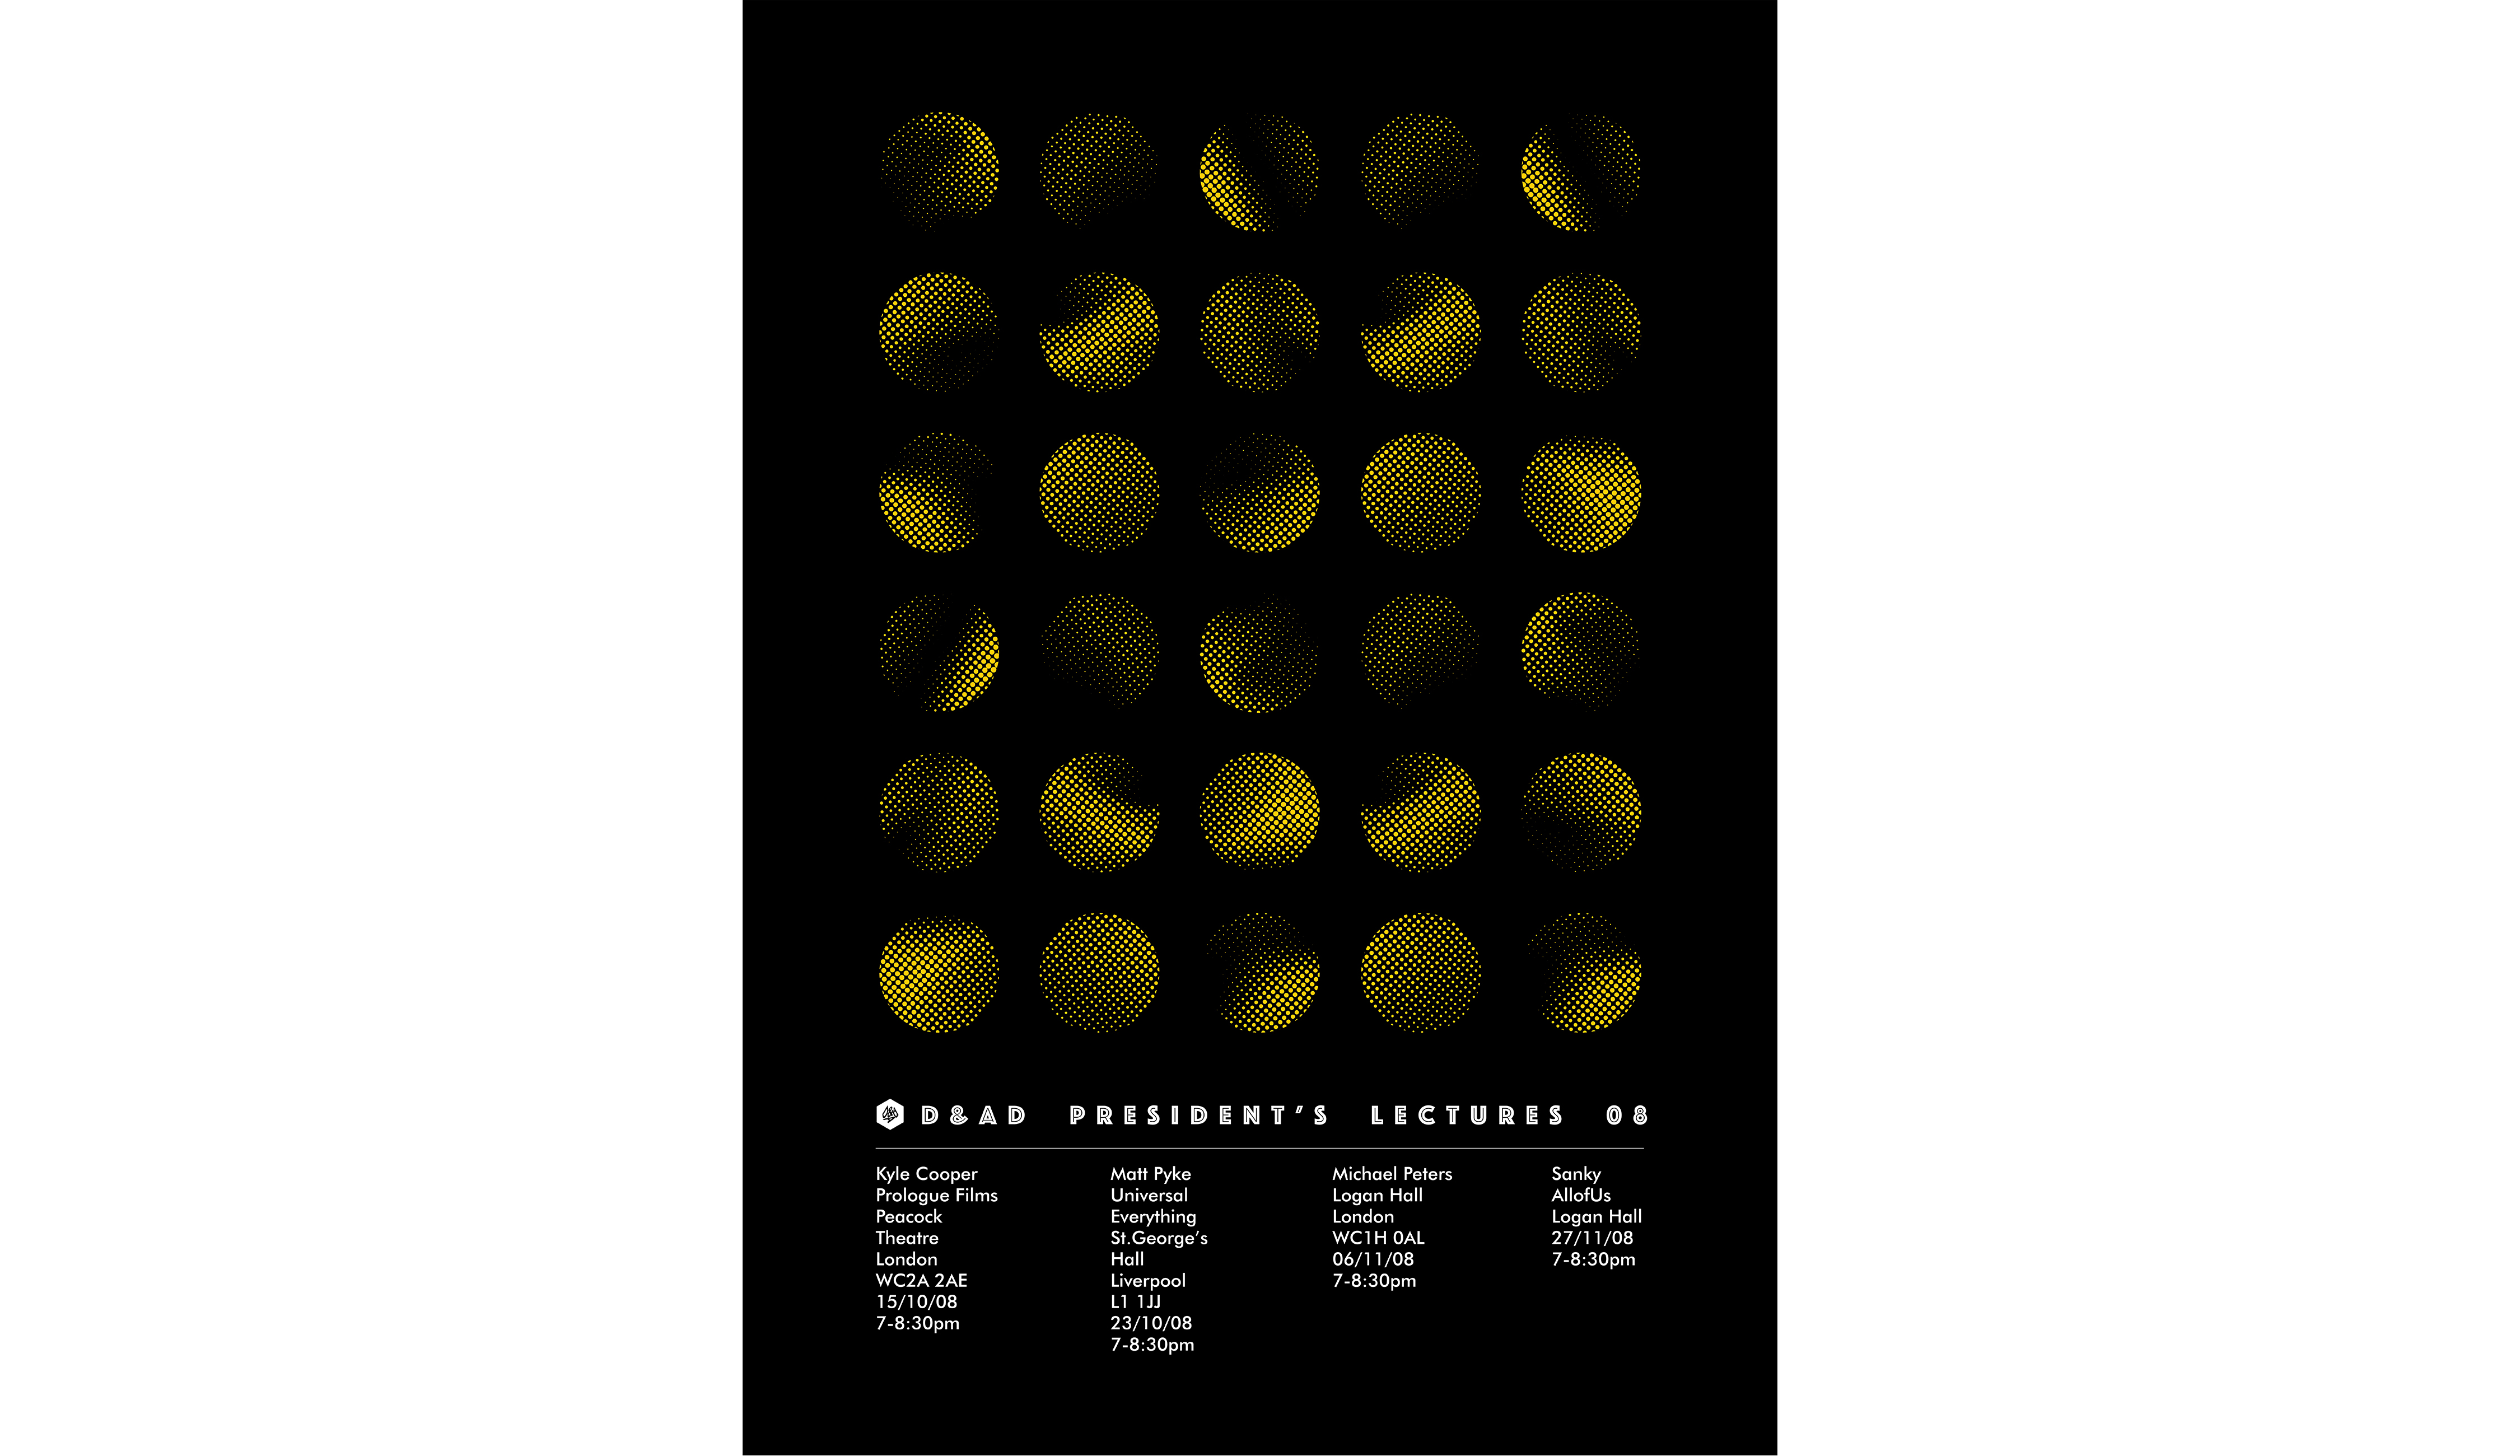 D&AD PRESIDENT'S LECTURES 08
Kyle Cooper
Prologue Films
Peacock
Theatre
London
WC2A 2AE
15/10/08
7-8:30pm
Matt Pyke
Universal
Everything
St.George's
Hall
Liverpool
L1 1JJ
23/10/08
7-8:30pm
Michael Peters
Logan Hall
London
WC1H 0AL
06/11/08
7-8:30pm
Sanky
AllofUs
Logan Hall
27/11/08
7-8:30pm